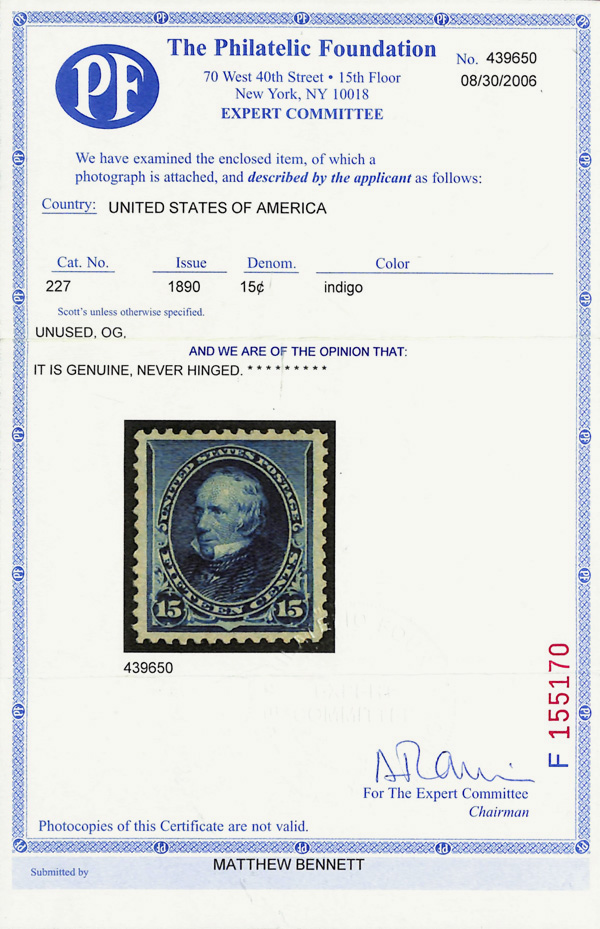 PF
The Philatelic Foundation
70 West 40th Street • 15th Floor
New York, NY 10018
EXPERT COMMITTEE
No. 439650
08/30/2006
We have examined the enclosed item, of which a
photograph is attached, and described by the applicant as follows:
Country: UNITED STATES OF AMERICA
Cat. No. Issue Denom. Color
227 1890 15¢ indigo
Scott's unless otherwise specified.
UNUSED, OG,
AND WE ARE OF THE OPINION THAT:
IT IS GENUINE, NEVER HINGED. * * * * * * * * *
UNITED STATES POSTAGE
FIFTEEN CENTS
15 15
439650
F 155170
For The Expert Committee
Chairman
Photocopies of this Certificate are not valid.
Submitted by MATTHEW BENNETT